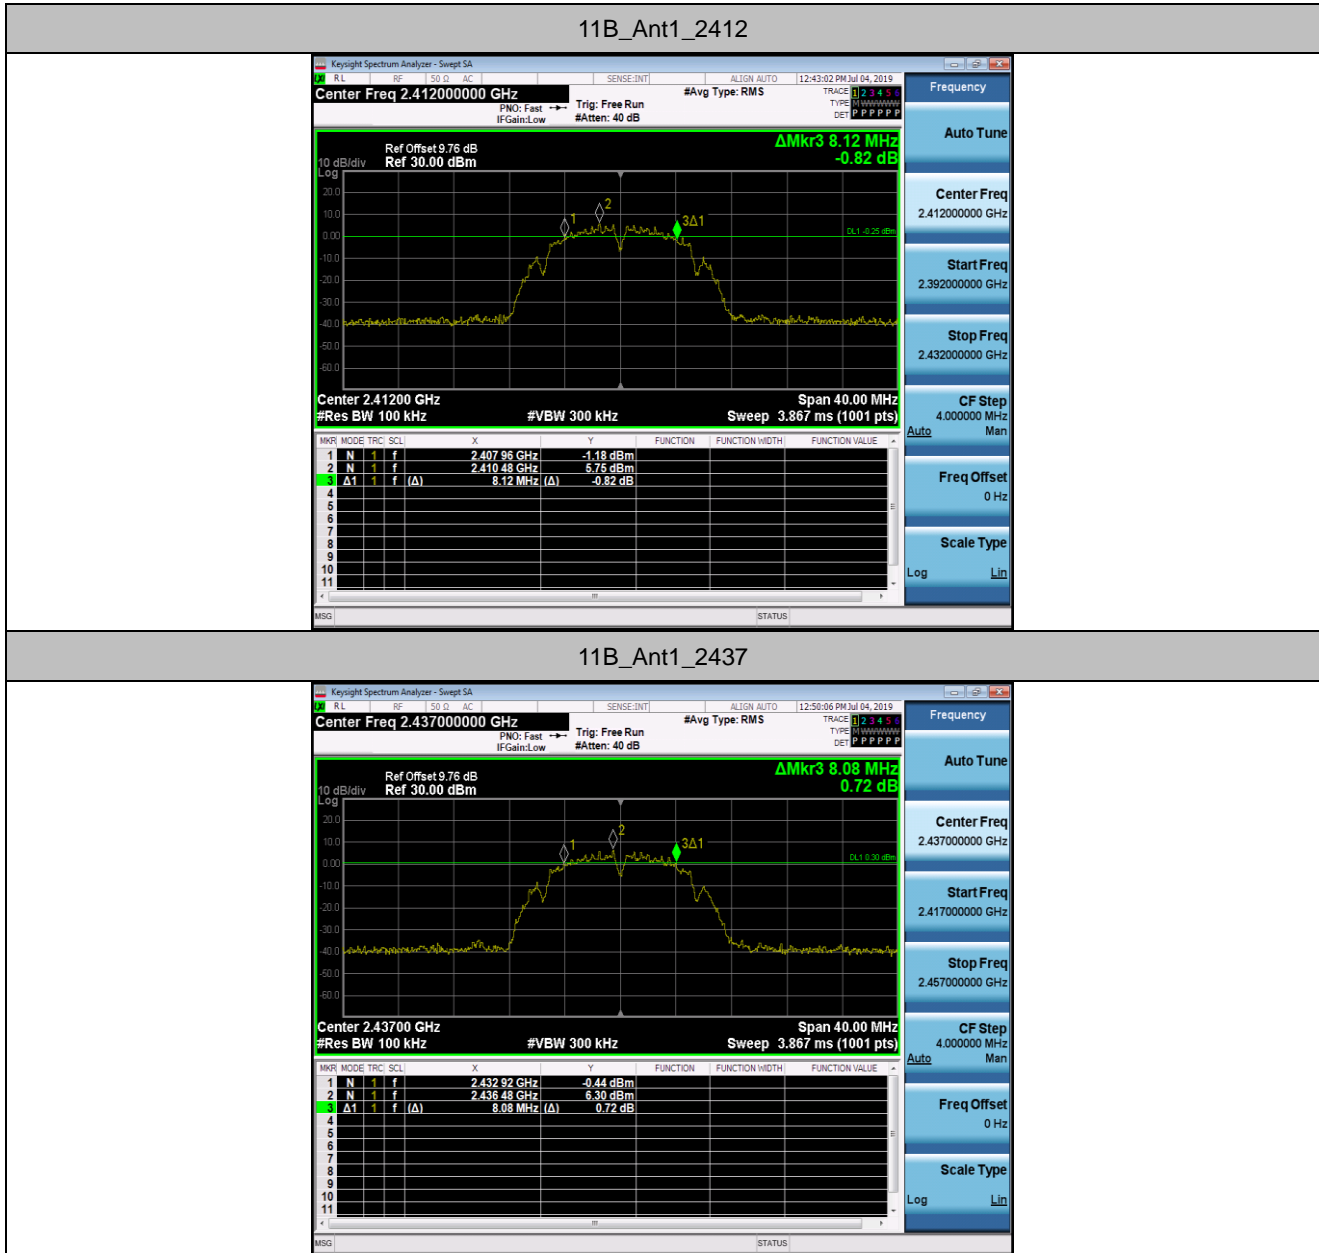 11B_Ant1_2412
Keysight Spectrum Analyzer - Swept SA
RL RF 50 Ω AC SENSE:INT ALIGN AUTO 12:43:02 PM Jul 04, 2019
Center Freq 2.412000000 GHz #Avg Type: RMS TRACE 1 2 3 4 5 6
PNO: Fast Trig: Free Run TYPE M WWWWW
IFGain:Low #Atten: 40 dB DET P P P P P P
Frequency
Auto Tune
Center Freq
2.412000000 GHz
Start Freq
2.392000000 GHz
Stop Freq
2.432000000 GHz
CF Step
4.000000 MHz
Auto Man
Freq Offset
0 Hz
Scale Type
Log Lin
ΔMkr3 8.12 MHz
-0.82 dB
Ref Offset 9.76 dB
10 dB/div Ref 30.00 dBm
Log
20.0
10.0
0.00
-10.0
-20.0
-30.0
-40.0
-50.0
-60.0
1
2
3Δ1
DL1 -0.25 dBm
Center 2.41200 GHz Span 40.00 MHz
#Res BW 100 kHz #VBW 300 kHz Sweep 3.867 ms (1001 pts)
MKR MODE TRC SCL X Y FUNCTION FUNCTION WIDTH FUNCTION VALUE
1 N 1 f 2.407 96 GHz -1.18 dBm
2 N 1 f 2.410 48 GHz 5.75 dBm
3 Δ1 1 f (Δ) 8.12 MHz (Δ) -0.82 dB
4
5
6
7
8
9
10
11
MSG STATUS
11B_Ant1_2437
Keysight Spectrum Analyzer - Swept SA
RL RF 50 Ω AC SENSE:INT ALIGN AUTO 12:50:06 PM Jul 04, 2019
Center Freq 2.437000000 GHz #Avg Type: RMS TRACE 1 2 3 4 5 6
PNO: Fast Trig: Free Run TYPE M WWWWW
IFGain:Low #Atten: 40 dB DET P P P P P P
Frequency
Auto Tune
Center Freq
2.437000000 GHz
Start Freq
2.417000000 GHz
Stop Freq
2.457000000 GHz
CF Step
4.000000 MHz
Auto Man
Freq Offset
0 Hz
Scale Type
Log Lin
ΔMkr3 8.08 MHz
0.72 dB
Ref Offset 9.76 dB
10 dB/div Ref 30.00 dBm
Log
20.0
10.0
0.00
-10.0
-20.0
-30.0
-40.0
-50.0
-60.0
1
2
3Δ1
DL1 0.30 dBm
Center 2.43700 GHz Span 40.00 MHz
#Res BW 100 kHz #VBW 300 kHz Sweep 3.867 ms (1001 pts)
MKR MODE TRC SCL X Y FUNCTION FUNCTION WIDTH FUNCTION VALUE
1 N 1 f 2.432 92 GHz -0.44 dBm
2 N 1 f 2.436 48 GHz 6.30 dBm
3 Δ1 1 f (Δ) 8.08 MHz (Δ) 0.72 dB
4
5
6
7
8
9
10
11
MSG STATUS